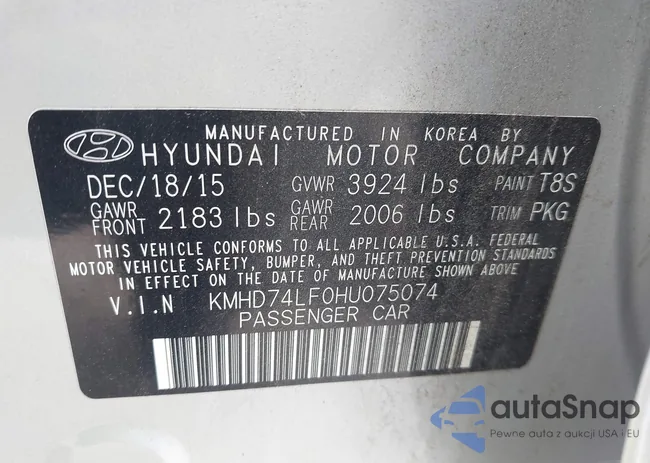 MANUFACTURED IN KOREA BY
HYUNDAI MOTOR COMPANY
DEC/18/15 GVWR 3924 lbs PAINT T8S
GAWR FRONT 2183 lbs GAWR REAR 2006 lbs TRIM PKG
THIS VEHICLE CONFORMS TO ALL APPLICABLE U.S.A. FEDERAL
MOTOR VEHICLE SAFETY, BUMPER, AND THEFT PREVENTION STANDARDS
IN EFFECT ON THE DATE OF MANUFACTURE SHOWN ABOVE.
V.I.N KMHD74LF0HU075074
PASSENGER CAR
autaSnap
Pewne auta z aukcji USA i EU